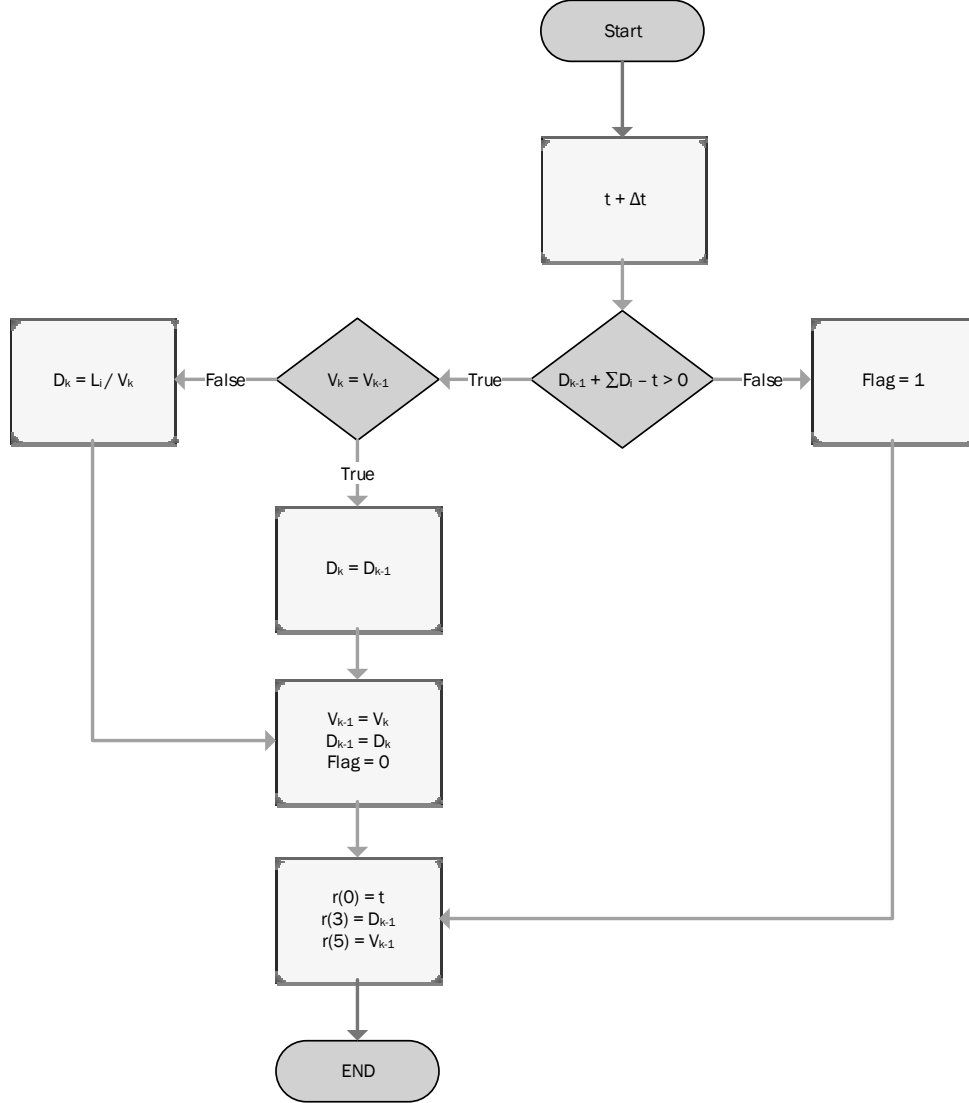 Start
t + Δt
Dₖ = Lᵢ / Vₖ
False
Vₖ = Vₖ₋₁
True
Dₖ₋₁ + ∑Dᵢ – t > 0
False
Flag = 1
True
Dₖ = Dₖ₋₁
Vₖ₋₁ = Vₖ
Dₖ₋₁ = Dₖ
Flag = 0
r(0) = t
r(3) = Dₖ₋₁
r(5) = Vₖ₋₁
END